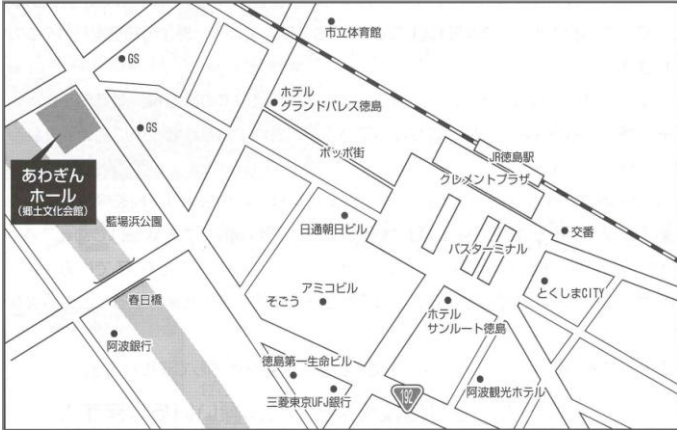 市立体育館
GS
ホテル
グランドパレス徳島
GS
ポッポ街
JR徳島駅
クレメントプラザ
あわぎん
ホール
(郷土文化会館)
藍場浜公園
日通朝日ビル
バスターミナル
交番
とくしまCITY
アミコビル
そごう
春日橋
ホテル
サンルート徳島
阿波銀行
徳島第一生命ビル
三菱東京UFJ銀行
192
阿波観光ホテル